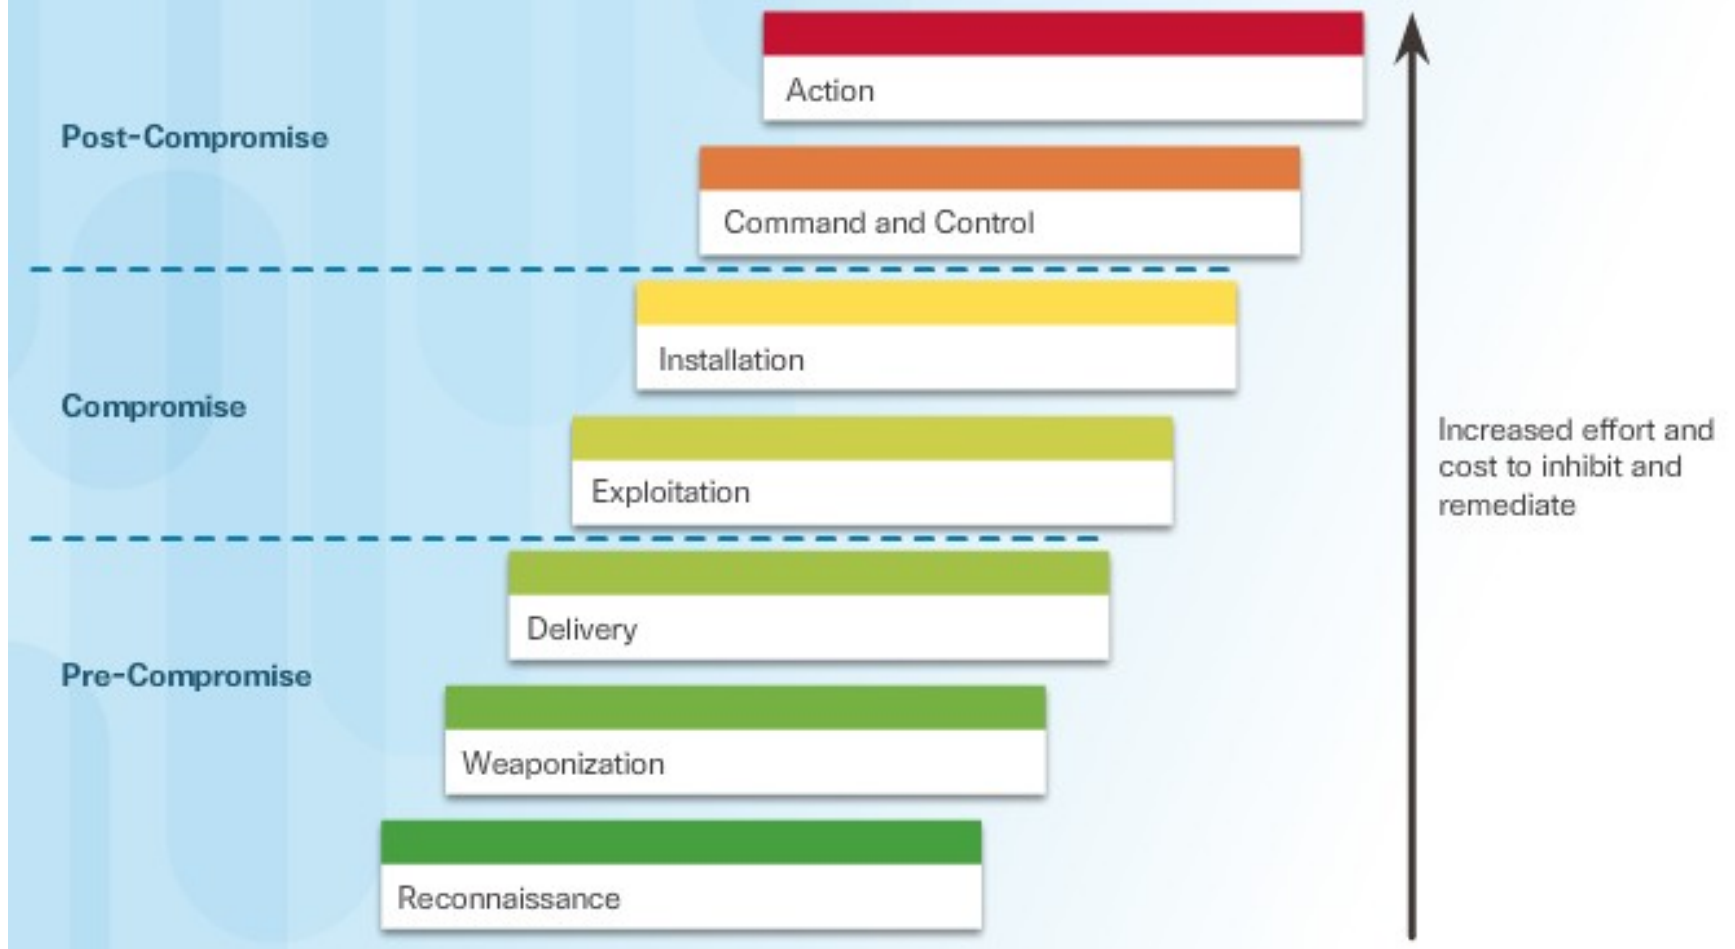 Action
Post-Compromise
Command and Control
Installation
Compromise
Increased effort and
cost to inhibit and
remediate
Exploitation
Delivery
Pre-Compromise
Weaponization
Reconnaissance